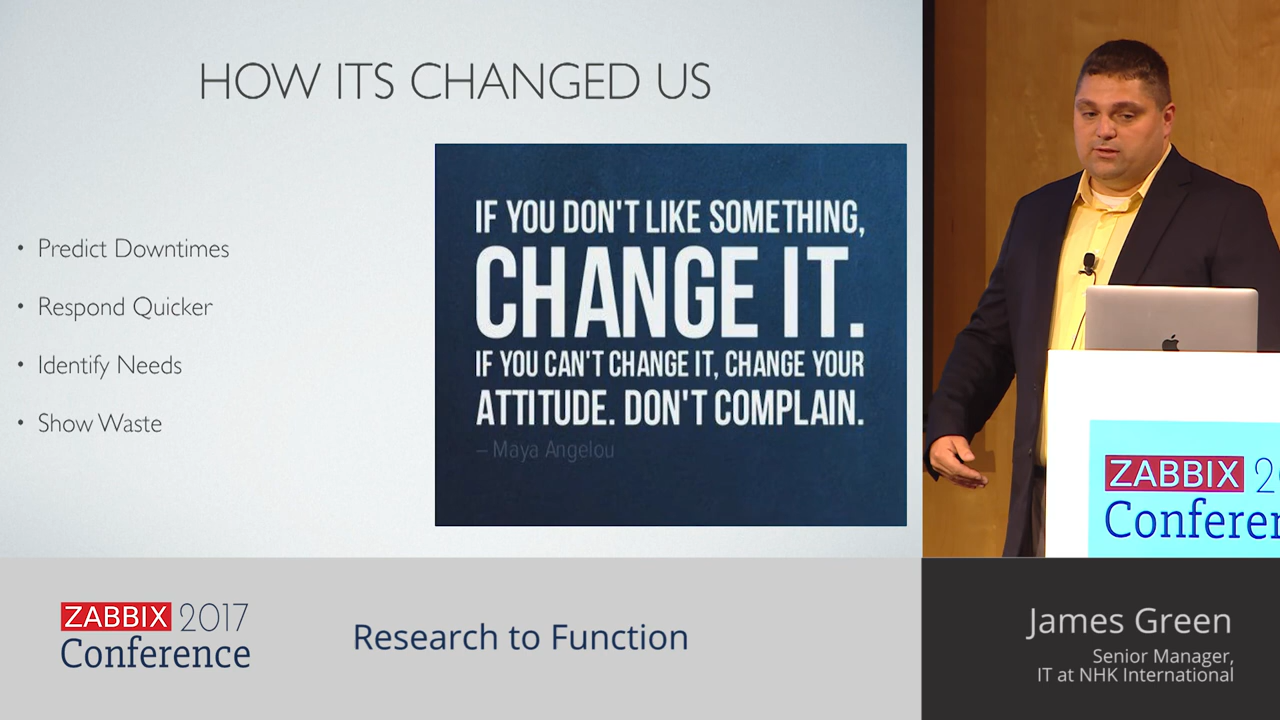 HOW ITS CHANGED US
• Predict Downtimes
• Respond Quicker
• Identify Needs
• Show Waste
IF YOU DON'T LIKE SOMETHING,
CHANGE IT.
IF YOU CAN'T CHANGE IT, CHANGE YOUR
ATTITUDE. DON'T COMPLAIN.
– Maya Angelou
ZABBIX 2
Conferen
ZABBIX 2017
Conference
Research to Function
James Green
Senior Manager,
IT at NHK International